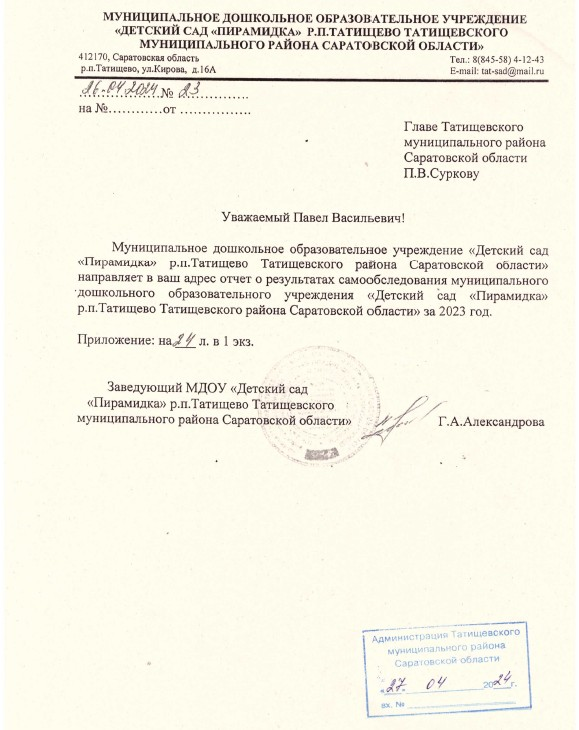 МУНИЦИПАЛЬНОЕ ДОШКОЛЬНОЕ ОБРАЗОВАТЕЛЬНОЕ УЧРЕЖДЕНИЕ
«ДЕТСКИЙ САД «ПИРАМИДКА» Р.П.ТАТИЩЕВО ТАТИЩЕВСКОГО
МУНИЦИПАЛЬНОГО РАЙОНА САРАТОВСКОЙ ОБЛАСТИ»
412170, Саратовская область Тел.: 8(845-58) 4-12-43
р.п.Татищево, ул.Кирова, д.16А E-mail: tat-sad@mail.ru
26.04.2024 № 23
на №…………от ……………
Главе Татищевского
муниципального района
Саратовской области
П.В.Суркову
Уважаемый Павел Васильевич!
Муниципальное дошкольное образовательное учреждение «Детский сад
«Пирамидка» р.п.Татищево Татищевского района Саратовской области»
направляет в ваш адрес отчет о результатах самообследования муниципального
дошкольного образовательного учреждения «Детский сад «Пирамидка»
р.п.Татищево Татищевского района Саратовской области» за 2023 год.
Приложение: на 24 л. в 1 экз.
Заведующий МДОУ «Детский сад
«Пирамидка» р.п.Татищево Татищевского
муниципального района Саратовской области» Г.А.Александрова
Администрация Татищевского
муниципального района
Саратовской области
«27» 04 2024 г.
вх. №